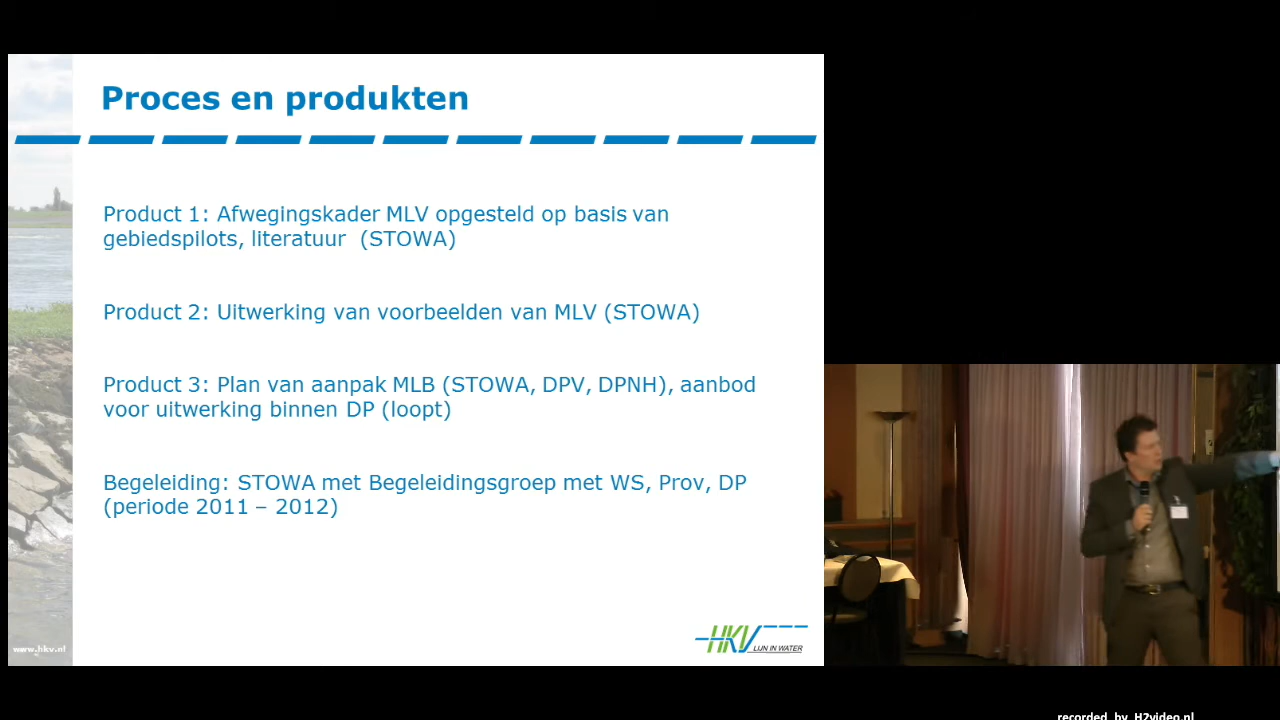 Proces en produkten
Product 1: Afwegingskader MLV opgesteld op basis van
gebiedspilots, literatuur (STOWA)
Product 2: Uitwerking van voorbeelden van MLV (STOWA)
Product 3: Plan van aanpak MLB (STOWA, DPV, DPNH), aanbod
voor uitwerking binnen DP (loopt)
Begeleiding: STOWA met Begeleidingsgroep met WS, Prov, DP
(periode 2011 – 2012)
www.hkv.nl
HKV
LIJN IN WATER
recorded by H2video.nl